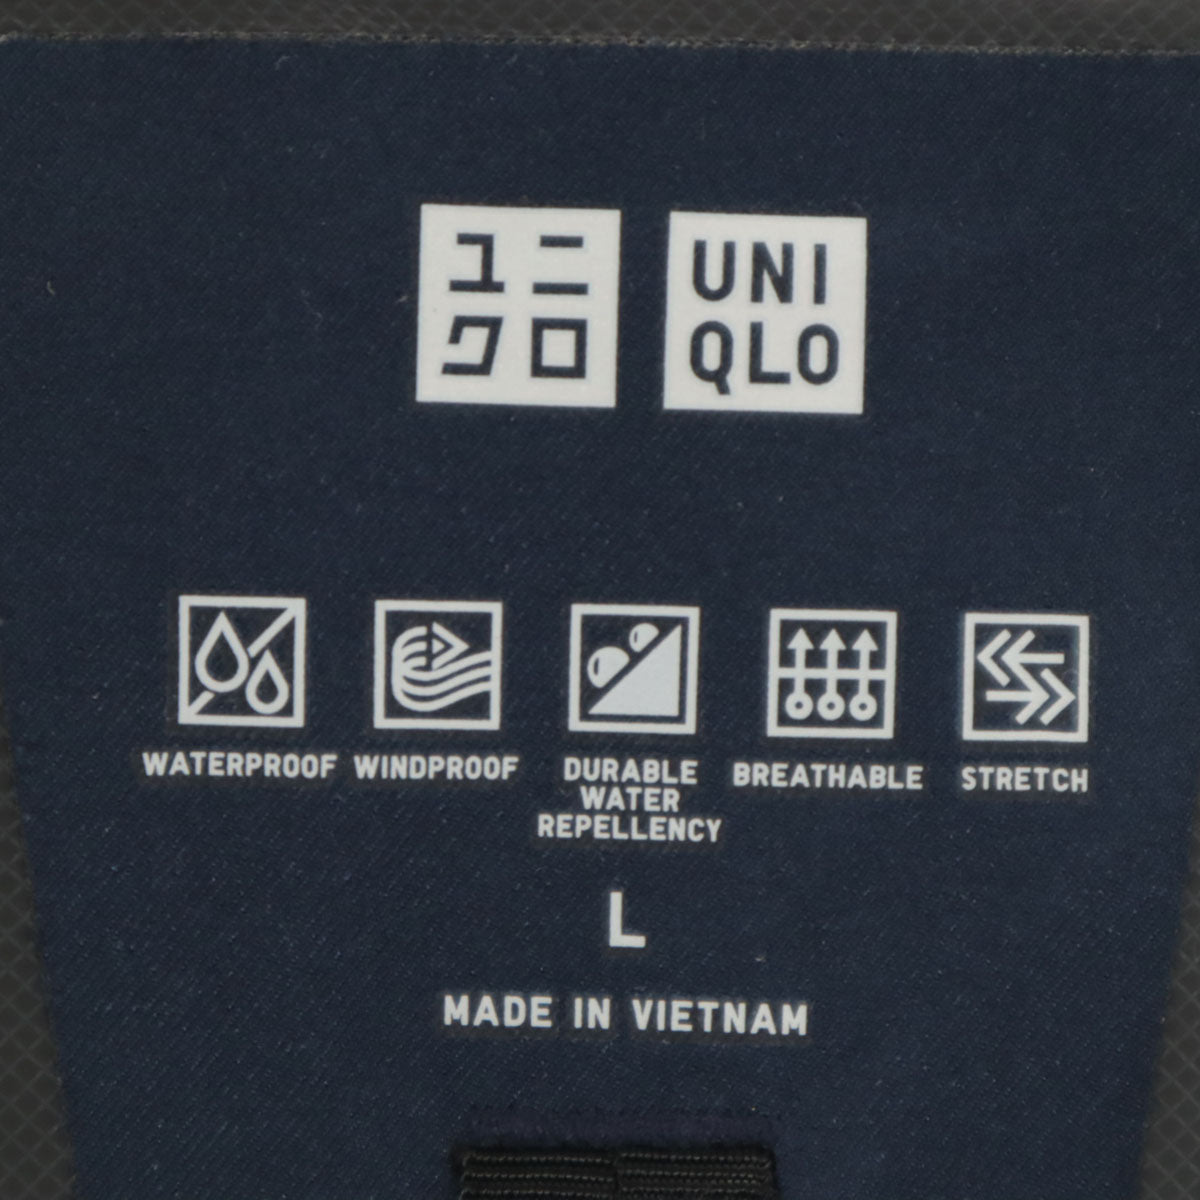 ユニ
クロ
UNI
QLO
WATERPROOF
WINDPROOF
DURABLE
WATER
REPELLENCY
BREATHABLE
STRETCH
L
MADE IN VIETNAM